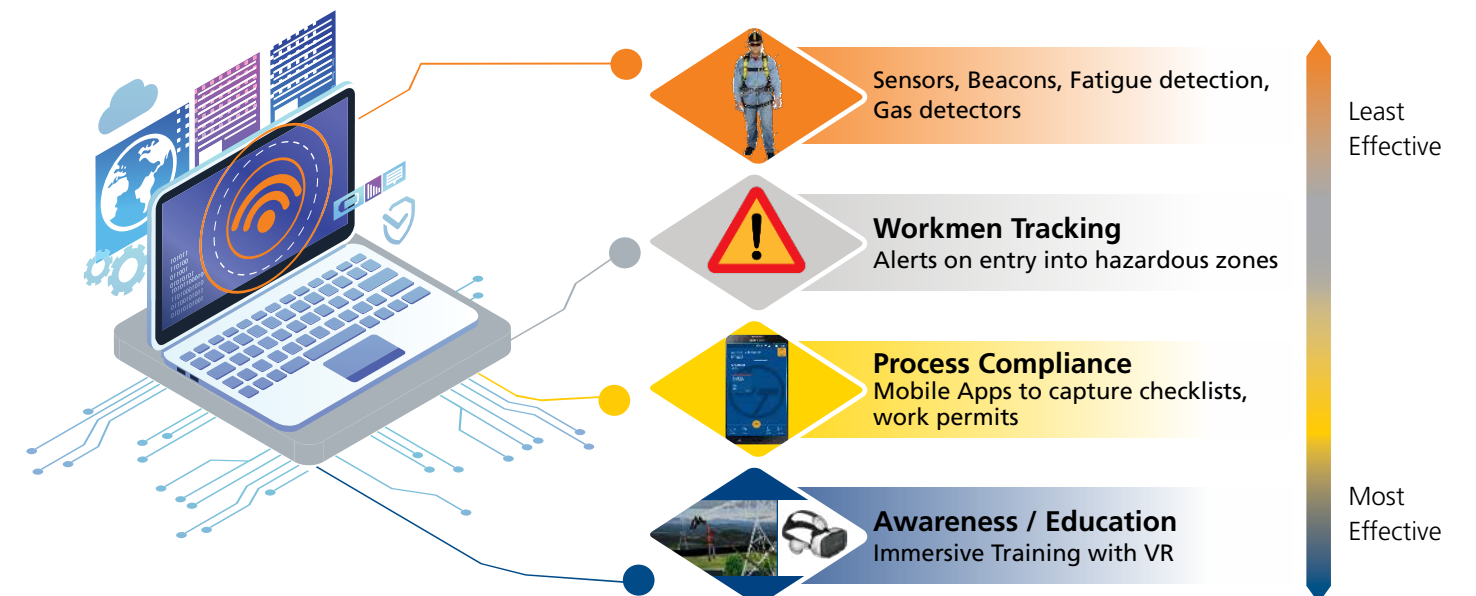 Sensors, Beacons, Fatigue detection,
Gas detectors
Least
Effective
Workmen Tracking
Alerts on entry into hazardous zones
Process Compliance
Mobile Apps to capture checklists,
work permits
Most
Effective
Awareness / Education
Immersive Training with VR